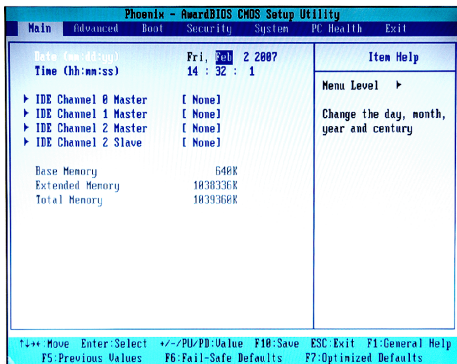 Phoenix - AwardBIOS CMOS Setup Utility
Main Advanced Boot Security System PC Health Exit
Date (mm:dd:yy) Fri, Feb 2 2007
Time (hh:mm:ss) 14 : 32 : 1
▶ IDE Channel 0 Master [ None]
▶ IDE Channel 1 Master [ None]
▶ IDE Channel 2 Master [ None]
▶ IDE Channel 2 Slave [ None]
Base Memory 640K
Extended Memory 1038336K
Total Memory 1039360K
Item Help
Menu Level ▶
Change the day, month,
year and century
↑↓→←:Move Enter:Select +/-/PU/PD:Value F10:Save ESC:Exit F1:General Help
F5:Previous Values F6:Fail-Safe Defaults F7:Optimized Defaults